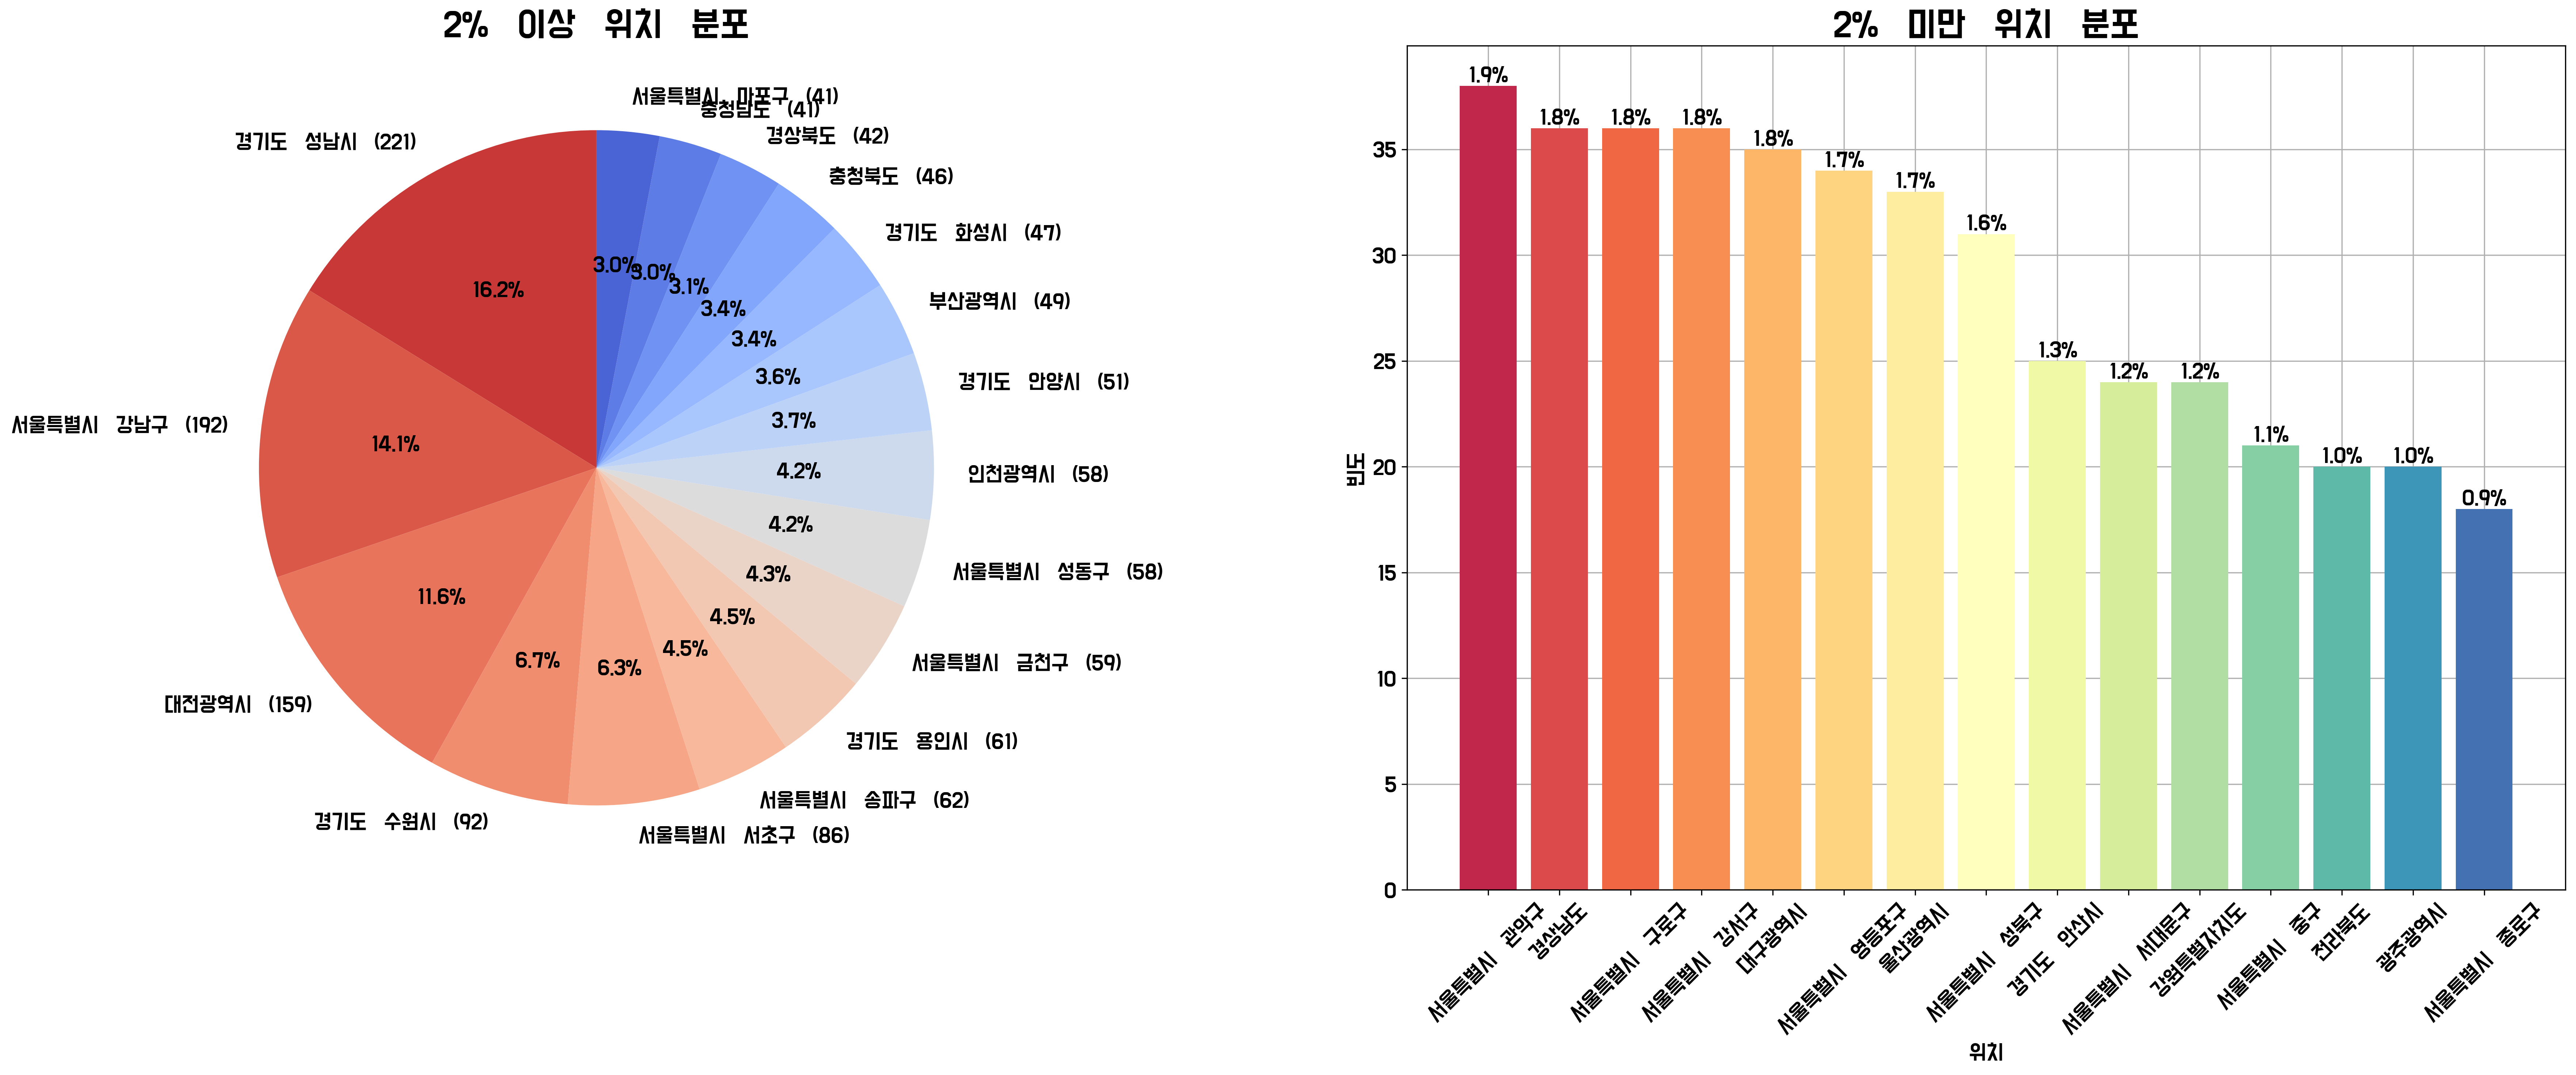 2% 이상 위치 분포
서울특별시 마포구 (41)
충청남도 (41)
경상북도 (42)
충청북도 (46)
경기도 화성시 (47)
부산광역시 (49)
경기도 안양시 (51)
인천광역시 (58)
서울특별시 성동구 (58)
서울특별시 금천구 (59)
경기도 용인시 (61)
서울특별시 송파구 (62)
서울특별시 서초구 (86)
경기도 수원시 (92)
대전광역시 (159)
서울특별시 강남구 (192)
경기도 성남시 (221)
3.0%
3.0%
3.1%
3.4%
3.4%
3.6%
3.7%
4.2%
4.2%
4.3%
4.5%
4.5%
6.3%
6.7%
11.6%
14.1%
16.2%
2% 미만 위치 분포
빈도
35
30
25
20
15
10
5
0
1.9%
1.8%
1.8%
1.8%
1.8%
1.7%
1.7%
1.6%
1.3%
1.2%
1.2%
1.1%
1.0%
1.0%
0.9%
서울특별시 관악구
경상남도
서울특별시 구로구
서울특별시 강서구
대구광역시
서울특별시 영등포구
울산광역시
서울특별시 성북구
경기도 안산시
서울특별시 서대문구
강원특별자치도
서울특별시 중구
전라북도
광주광역시
서울특별시 종로구
위치